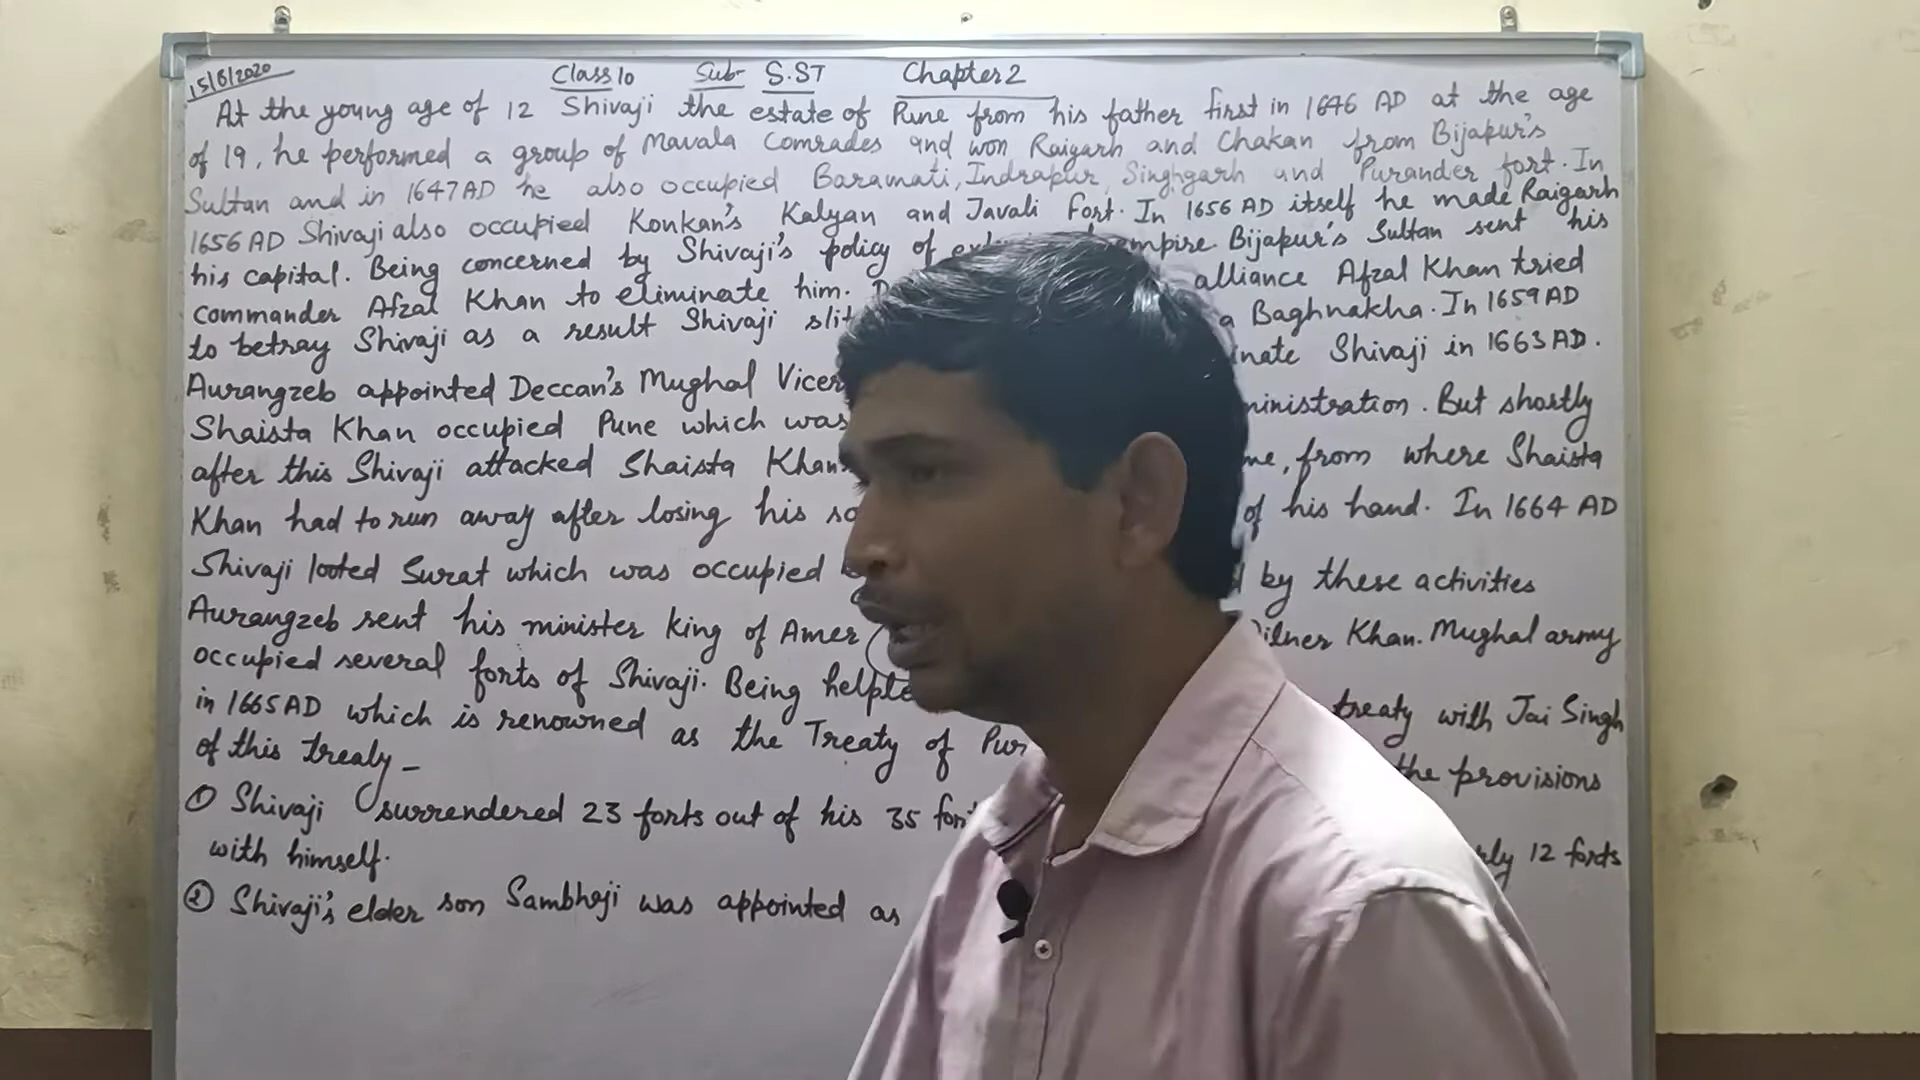 15/8/2020 Class 10 Sub- S.ST Chapter 2
At the young age of 12 Shivaji the estate of Pune from his father first in 1646 AD at the age
of 19, he performed a group of Mavala Comrades and won Raigarh and Chakan from Bijapur's
Sultan and in 1647 AD he also occupied Baramati, Indrapur, Singhgarh and Purander fort. In
1656 AD Shivaji also occupied Konkan's Kalyan and Javali fort. In 1656 AD itself he made Raigarh
his capital. Being concerned by Shivaji's policy of empire. Bijapur's Sultan sent his
commander Afzal Khan to eliminate him. alliance Afzal Khan tried
to betray Shivaji as a result Shivaji slit a Baghnakha. In 1659 AD
Aurangzeb appointed Deccan's Mughal Vicer inate Shivaji in 1663 AD.
Shaista Khan occupied Pune which was ministration. But shortly
after this Shivaji attacked Shaista Khan's ne, from where Shaista
Khan had to run away after losing his so of his hand. In 1664 AD
Shivaji looted Surat which was occupied by these activities
Aurangzeb sent his minister king of Amer Dilner Khan. Mughal army
occupied several forts of Shivaji. Being helple treaty with Jai Singh
in 1665 AD which is renowned as the Treaty of Pur the provisions
of this treaty -
① Shivaji surrendered 23 forts out of his 35 for rly 12 forts
with himself.
② Shivaji's elder son Sambhaji was appointed as